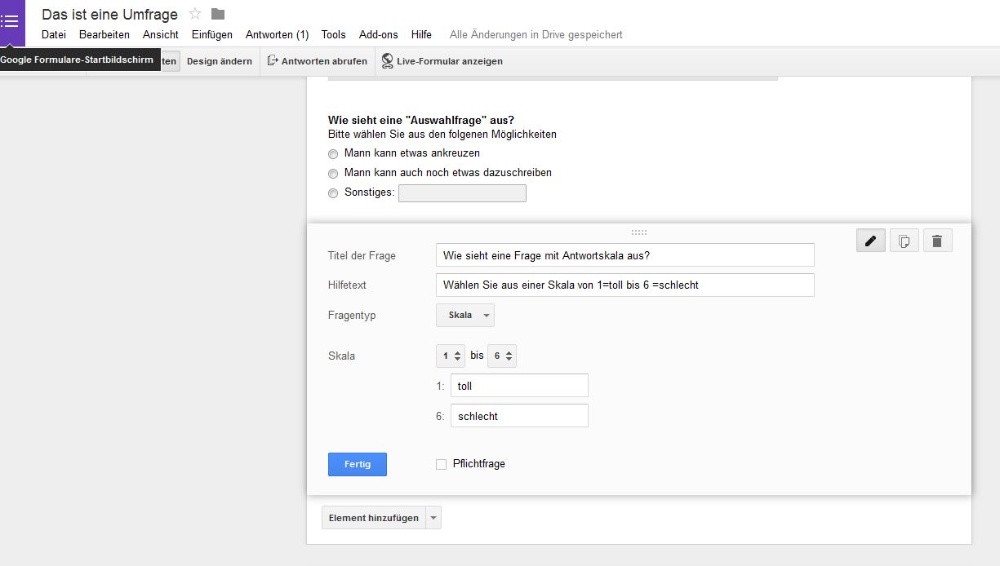 Das ist eine Umfrage
Datei Bearbeiten Ansicht Einfügen Antworten (1) Tools Add-ons Hilfe Alle Änderungen in Drive gespeichert
Google Formulare-Startbildschirm ten Design ändern Antworten abrufen Live-Formular anzeigen
Wie sieht eine "Auswahlfrage" aus?
Bitte wählen Sie aus den folgenen Möglichkeiten
Mann kann etwas ankreuzen
Mann kann auch noch etwas dazuschreiben
Sonstiges:
Titel der Frage Wie sieht eine Frage mit Antwortskala aus?
Hilfetext Wählen Sie aus einer Skala von 1=toll bis 6 =schlecht
Fragentyp Skala
Skala 1 bis 6
1: toll
6: schlecht
Fertig Pflichtfrage
Element hinzufügen